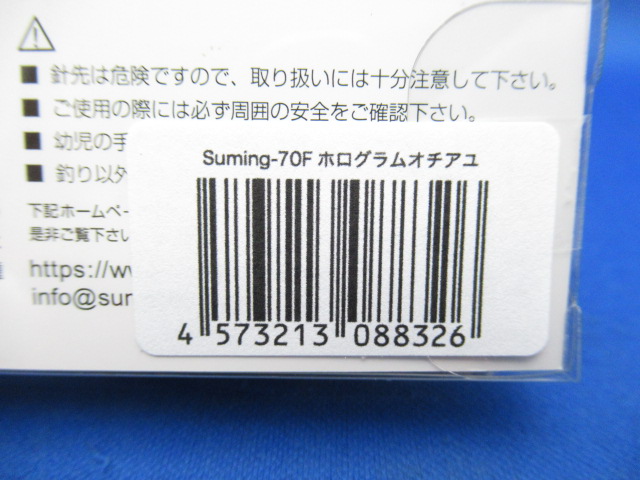 ■ 針先は危険ですので、取り扱いには十分注意して下さい。
■ ご使用の際には必ず周囲の安全をご確認下さい。
■ 幼児の手
■ 釣り以外
下記ホームペー
是非ご覧下さい
https://w
info@sum
Suming-70F ホログラムオチアユ
4 573213 088326